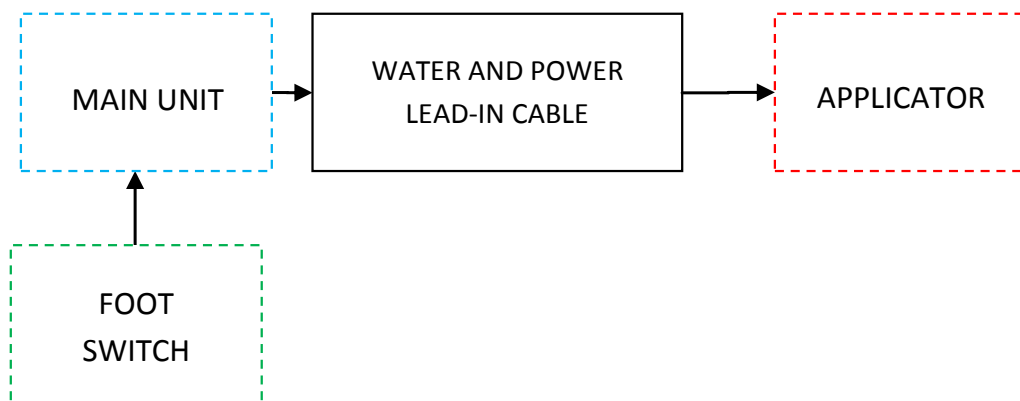 MAIN UNIT
WATER AND POWER
LEAD-IN CABLE
APPLICATOR
FOOT
SWITCH